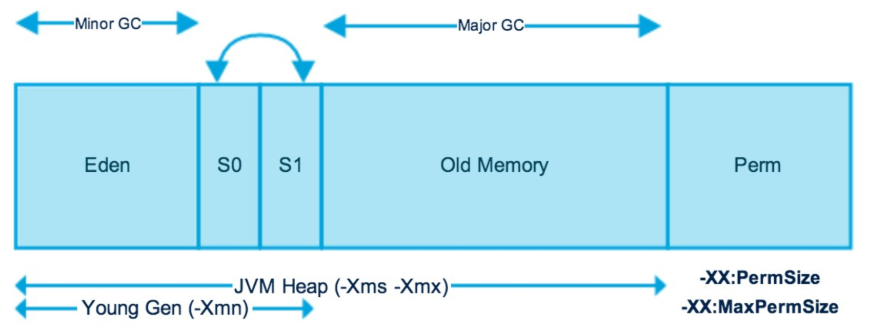 Minor GC
Major GC
Eden
S0
S1
Old Memory
Perm
JVM Heap (-Xms -Xmx)
-XX:PermSize
Young Gen (-Xmn)
-XX:MaxPermSize